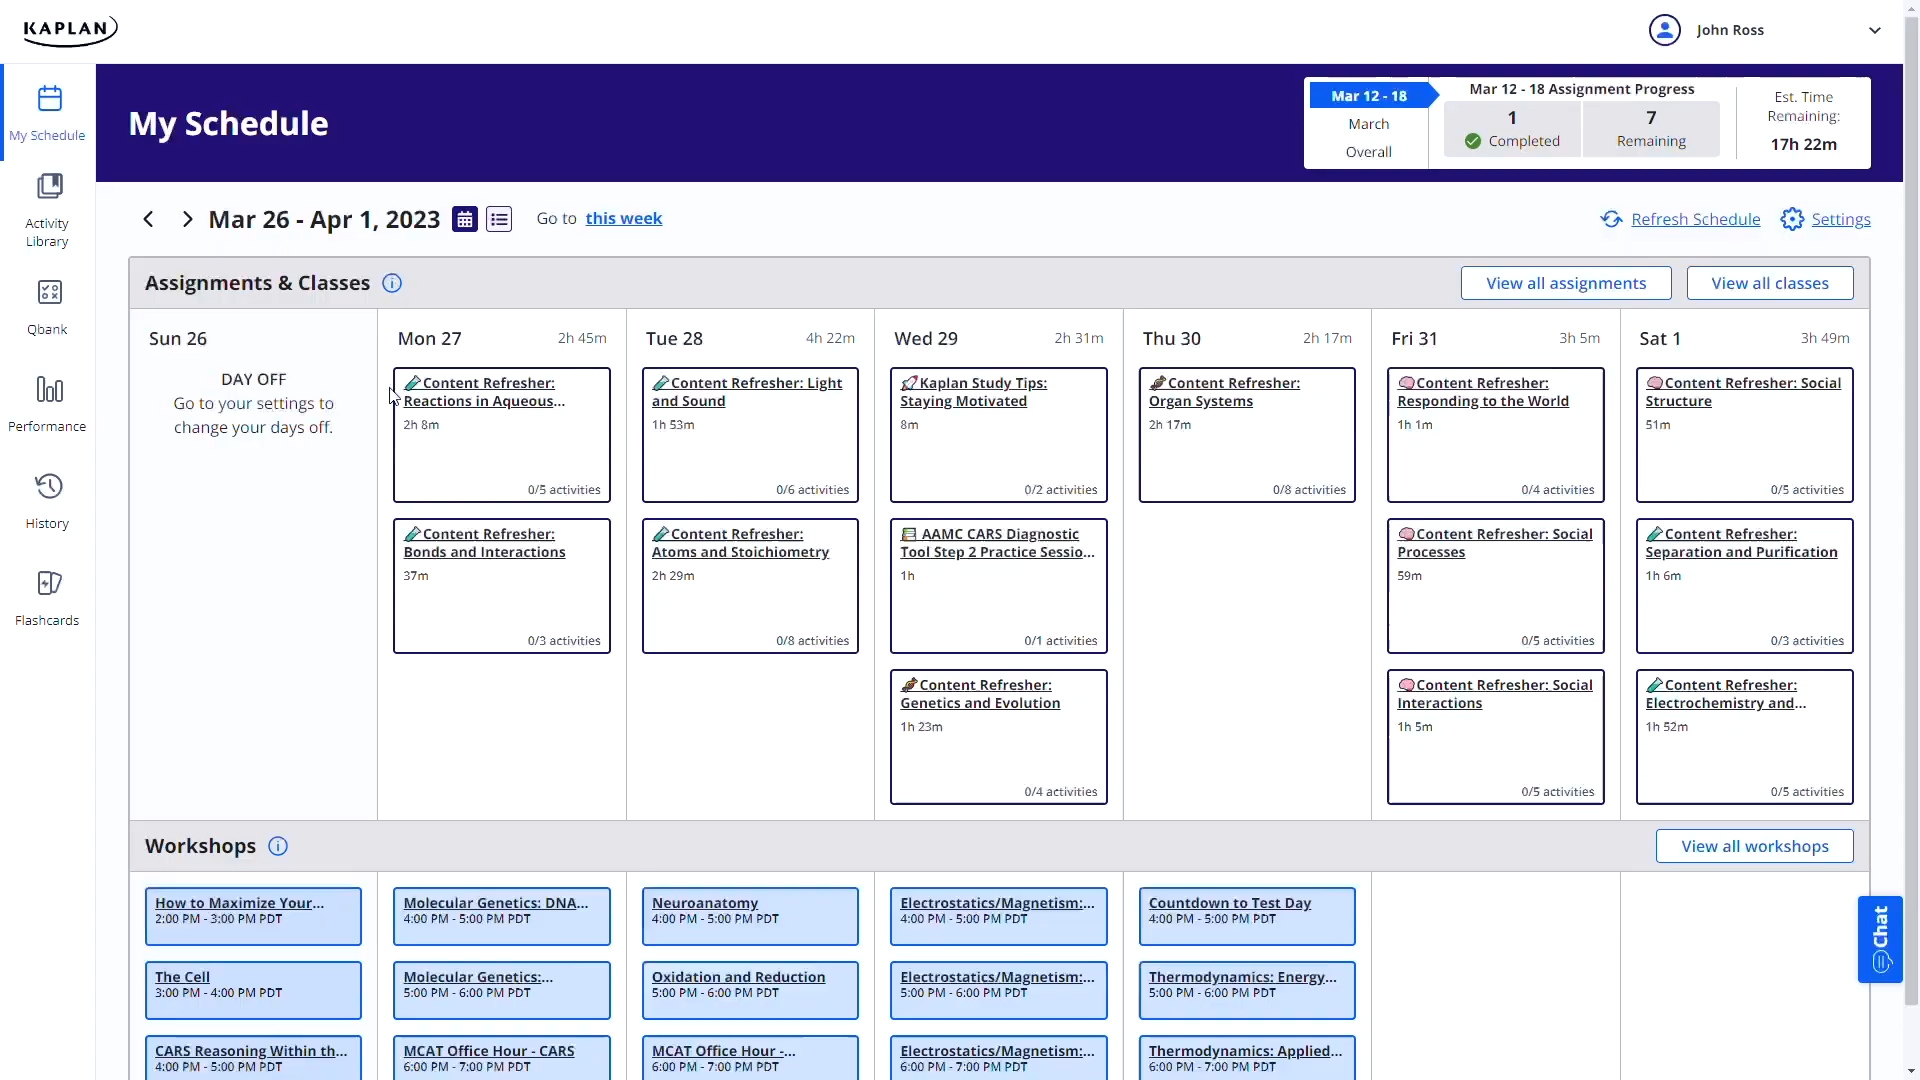 KAPLAN
John Ross
My Schedule
Activity
Library
Qbank
Performance
History
Flashcards
My Schedule
Mar 12 - 18
March
Overall
Mar 12 - 18 Assignment Progress
1
Completed
7
Remaining
Est. Time
Remaining:
17h 22m
Mar 26 - Apr 1, 2023
Go to this week
Refresh Schedule
Settings
Assignments & Classes
View all assignments
View all classes
Sun 26
DAY OFF
Go to your settings to
change your days off.
Mon 27 2h 45m
Content Refresher:
Reactions in Aqueous...
2h 8m
0/5 activities
Content Refresher:
Bonds and Interactions
37m
0/3 activities
Tue 28 4h 22m
Content Refresher: Light
and Sound
1h 53m
0/6 activities
Content Refresher:
Atoms and Stoichiometry
2h 29m
0/8 activities
Wed 29 2h 31m
Kaplan Study Tips:
Staying Motivated
8m
0/2 activities
AAMC CARS Diagnostic
Tool Step 2 Practice Sessio...
1h
0/1 activities
Content Refresher:
Genetics and Evolution
1h 23m
0/4 activities
Thu 30 2h 17m
Content Refresher:
Organ Systems
2h 17m
0/8 activities
Fri 31 3h 5m
Content Refresher:
Responding to the World
1h 1m
0/4 activities
Content Refresher: Social
Processes
59m
0/5 activities
Content Refresher: Social
Interactions
1h 5m
0/5 activities
Sat 1 3h 49m
Content Refresher: Social
Structure
51m
0/5 activities
Content Refresher:
Separation and Purification
1h 6m
0/3 activities
Content Refresher:
Electrochemistry and...
1h 52m
0/5 activities
Workshops
View all workshops
How to Maximize Your...
2:00 PM - 3:00 PM PDT
The Cell
3:00 PM - 4:00 PM PDT
CARS Reasoning Within th...
4:00 PM - 5:00 PM PDT
Molecular Genetics: DNA...
4:00 PM - 5:00 PM PDT
Molecular Genetics:...
5:00 PM - 6:00 PM PDT
MCAT Office Hour - CARS
6:00 PM - 7:00 PM PDT
Neuroanatomy
4:00 PM - 5:00 PM PDT
Oxidation and Reduction
5:00 PM - 6:00 PM PDT
MCAT Office Hour -...
6:00 PM - 7:00 PM PDT
Electrostatics/Magnetism:...
4:00 PM - 5:00 PM PDT
Electrostatics/Magnetism:...
5:00 PM - 6:00 PM PDT
Electrostatics/Magnetism:...
6:00 PM - 7:00 PM PDT
Countdown to Test Day
4:00 PM - 5:00 PM PDT
Thermodynamics: Energy...
5:00 PM - 6:00 PM PDT
Thermodynamics: Applied...
6:00 PM - 7:00 PM PDT
Chat